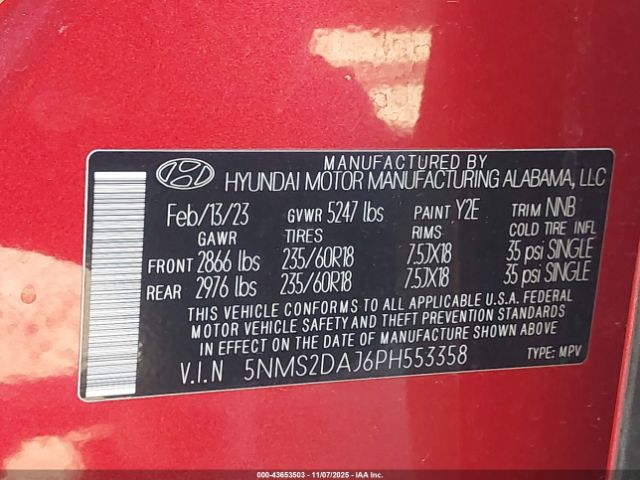 MANUFACTURED BY
HYUNDAI MOTOR MANUFACTURING ALABAMA, LLC
Feb/13/23 GVWR 5247 lbs PAINT Y2E TRIM NNB
GAWR TIRES RIMS COLD TIRE INFL
FRONT 2866 lbs 235/60R18 7.5JX18 35 psi SINGLE
REAR 2976 lbs 235/60R18 7.5JX18 35 psi SINGLE
THIS VEHICLE CONFORMS TO ALL APPLICABLE U.S.A. FEDERAL
MOTOR VEHICLE SAFETY AND THEFT PREVENTION STANDARDS
IN EFFECT ON THE DATE OF MANUFACTURE SHOWN ABOVE
V.I.N 5NMS2DAJ6PH553358 TYPE: MPV
000-43653503 - 11/07/2025 - IAA, Inc.